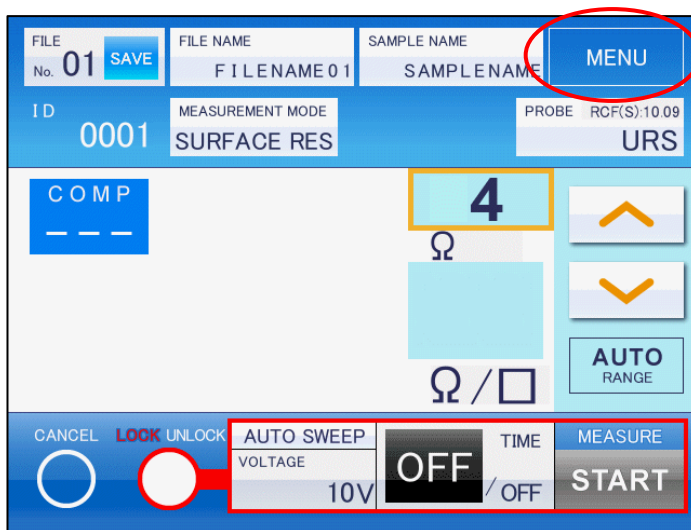 FILE
No. 01 SAVE
FILE NAME
FILENAME01
SAMPLE NAME
SAMPLENAME
MENU
ID
0001
MEASUREMENT MODE
SURFACE RES
PROBE RCF(S):10.09
URS
COMP
---
4
Ω
Ω/□
AUTO
RANGE
CANCEL LOCK UNLOCK
AUTO SWEEP
VOLTAGE
10V
OFF
TIME
/OFF
MEASURE
START